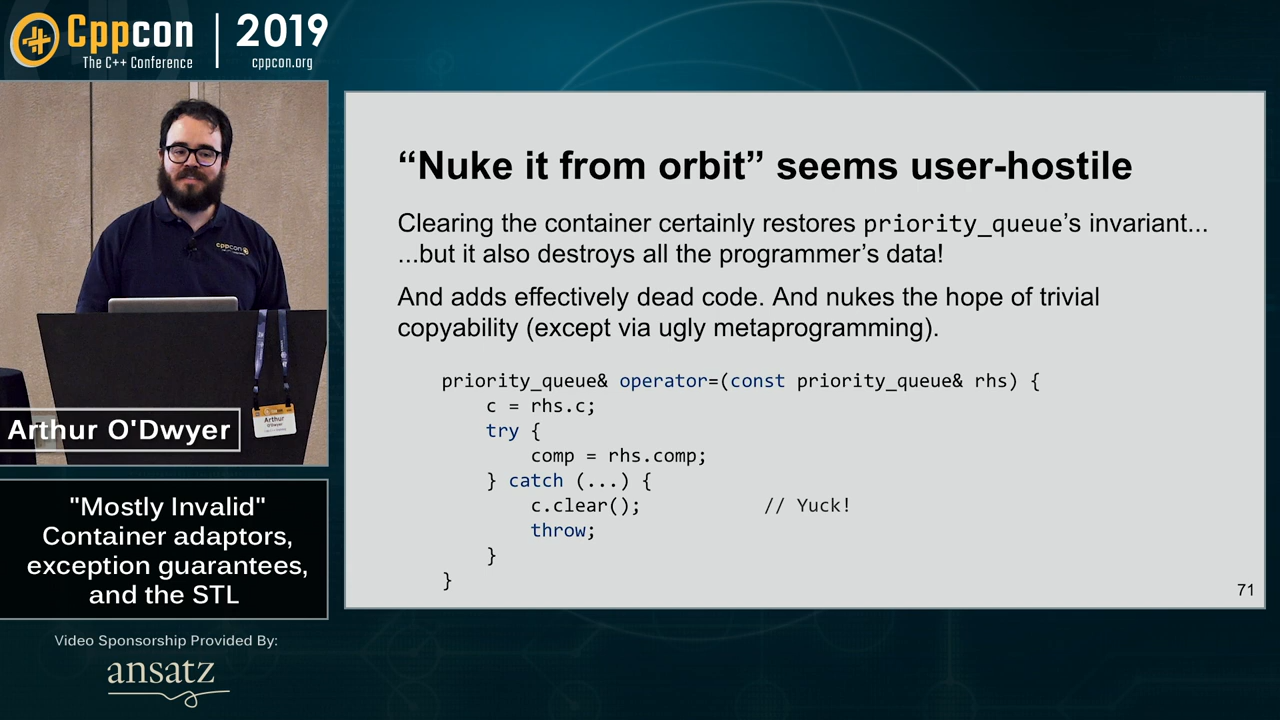 Cppcon
The C++ Conference
2019
cppcon.org
cppcon
Arthur
O'Dwyer
Arthur O'Dwyer
"Mostly Invalid"
Container adaptors,
exception guarantees,
and the STL
Video Sponsorship Provided By:
ansatz
“Nuke it from orbit” seems user-hostile
Clearing the container certainly restores priority_queue’s invariant...
...but it also destroys all the programmer’s data!
And adds effectively dead code. And nukes the hope of trivial
copyability (except via ugly metaprogramming).
priority_queue& operator=(const priority_queue& rhs) {
c = rhs.c;
try {
comp = rhs.comp;
} catch (...) {
c.clear(); // Yuck!
throw;
}
}
71